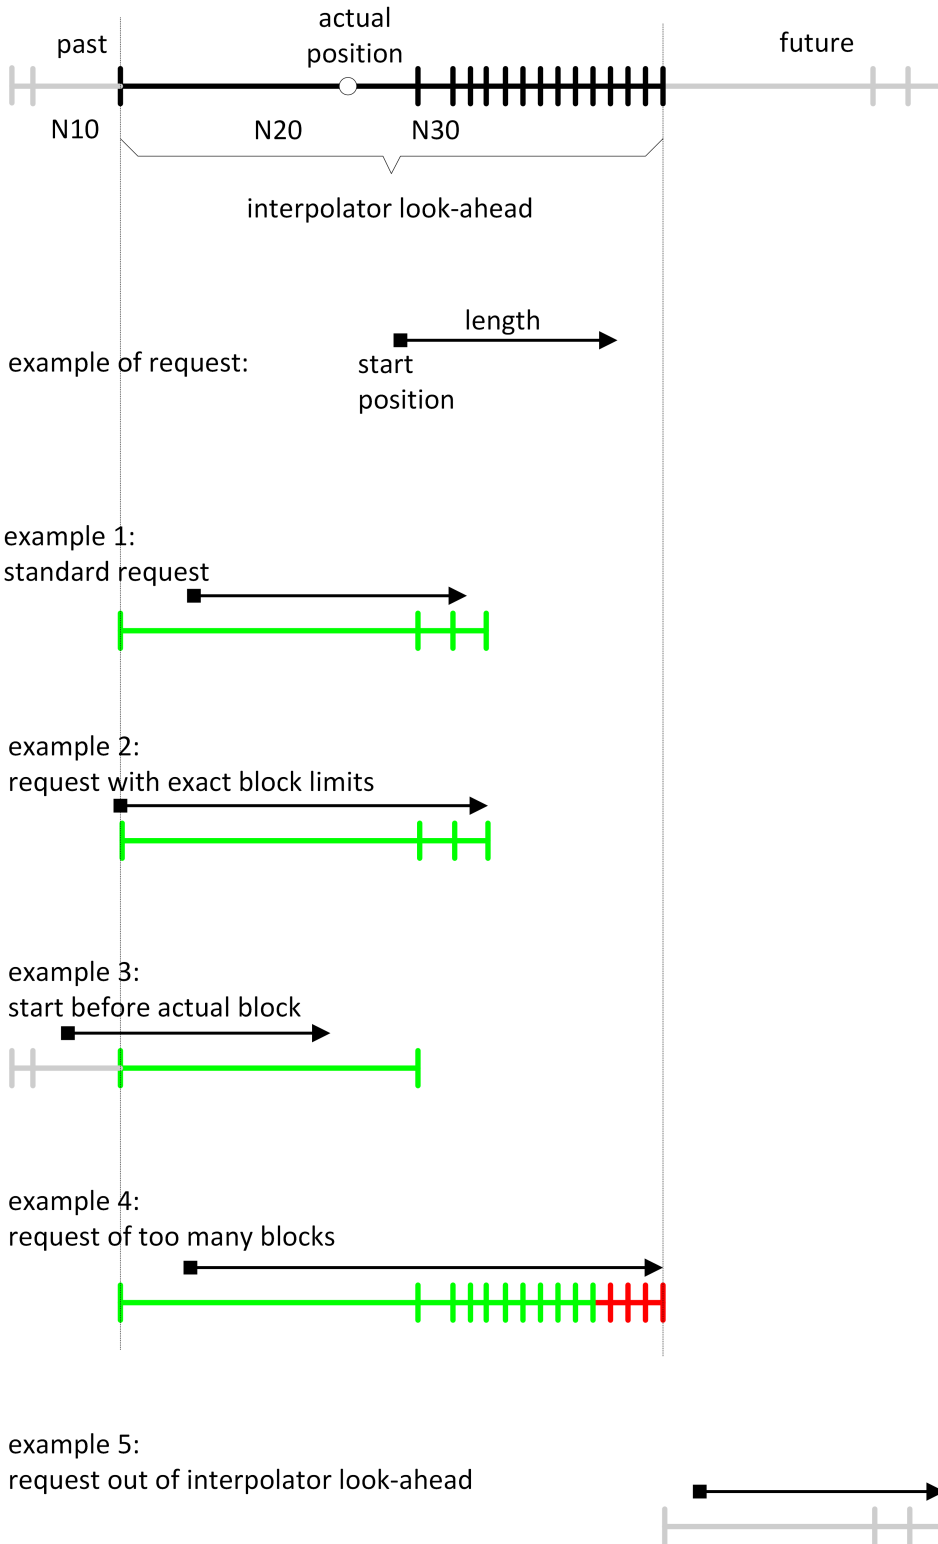 actual
past
position
future
N10
N20
N30
interpolator look-ahead
length
example of request:
start
position
example 1:
standard request
example 2:
request with exact block limits
example 3:
start before actual block
example 4:
request of too many blocks
example 5:
request out of interpolator look-ahead